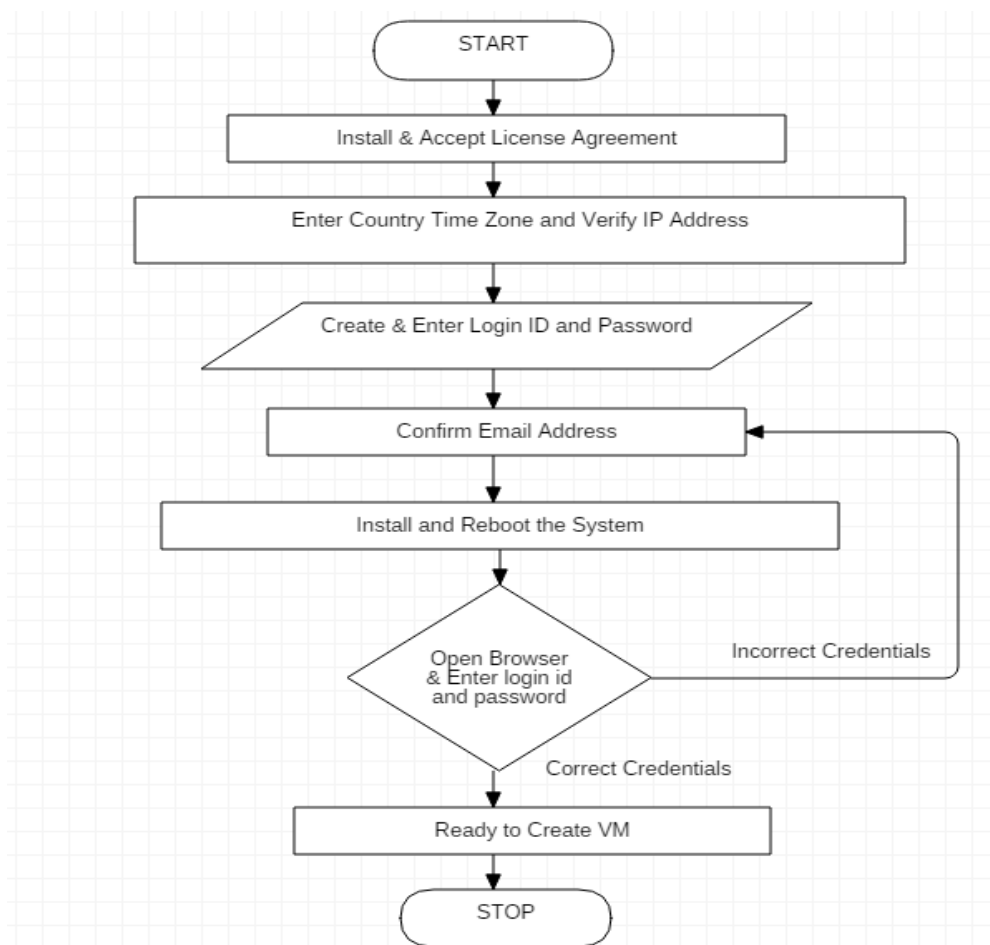 START
Install & Accept License Agreement
Enter Country Time Zone and Verify IP Address
Create & Enter Login ID and Password
Confirm Email Address
Install and Reboot the System
Open Browser
& Enter login id
and password
Incorrect Credentials
Correct Credentials
Ready to Create VM
STOP